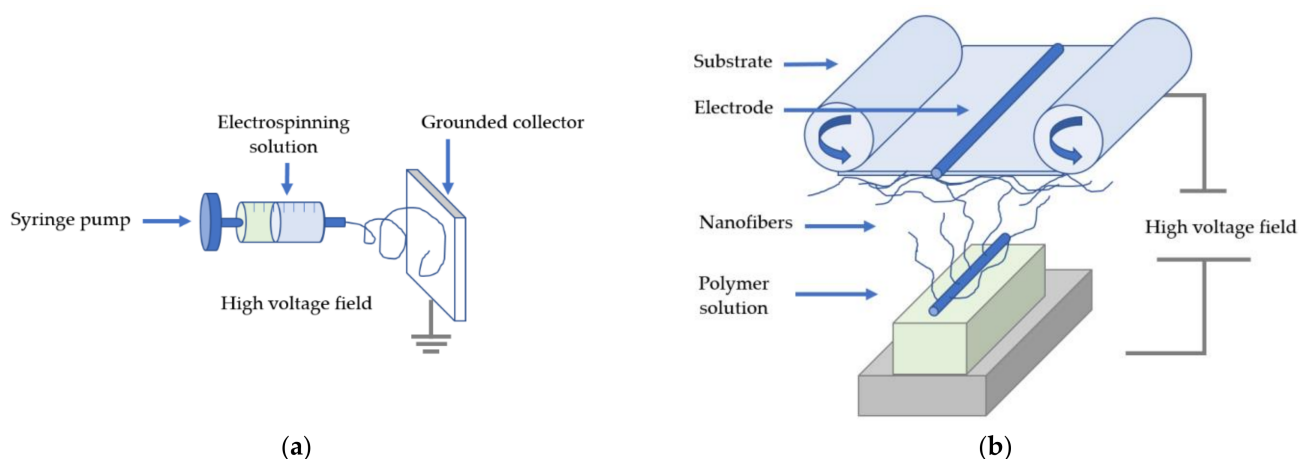 Electrospinning
solution
Grounded collector
Syringe pump
High voltage field
(a)
Substrate
Electrode
Nanofibers
High voltage field
Polymer
solution
(b)